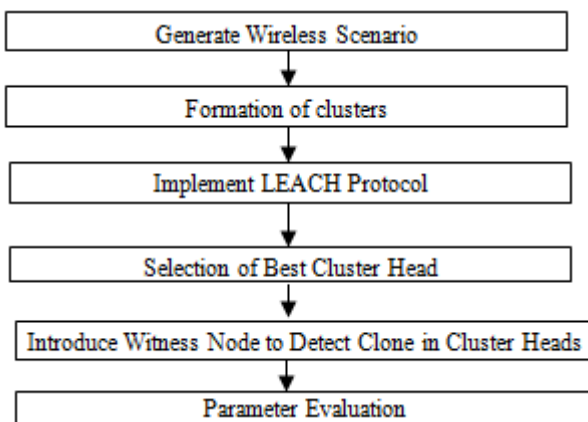 Generate Wireless Scenario
Formation of clusters
Implement LEACH Protocol
Selection of Best Cluster Head
Introduce Witness Node to Detect Clone in Cluster Heads
Parameter Evaluation